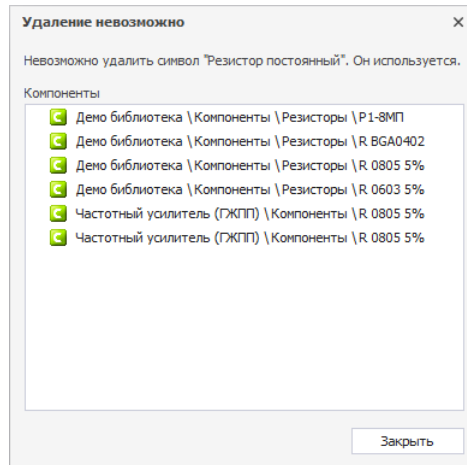 Удаление невозможно
Невозможно удалить символ "Резистор постоянный". Он используется.
Компоненты
Демо библиотека \ Компоненты \ Резисторы \ Р1-8МП
Демо библиотека \ Компоненты \ Резисторы \ R BGA0402
Демо библиотека \ Компоненты \ Резисторы \ R 0805 5%
Демо библиотека \ Компоненты \ Резисторы \ R 0603 5%
Частотный усилитель (ГЖПП) \ Компоненты \ R 0805 5%
Частотный усилитель (ГЖПП) \ Компоненты \ R 0805 5%
Закрыть